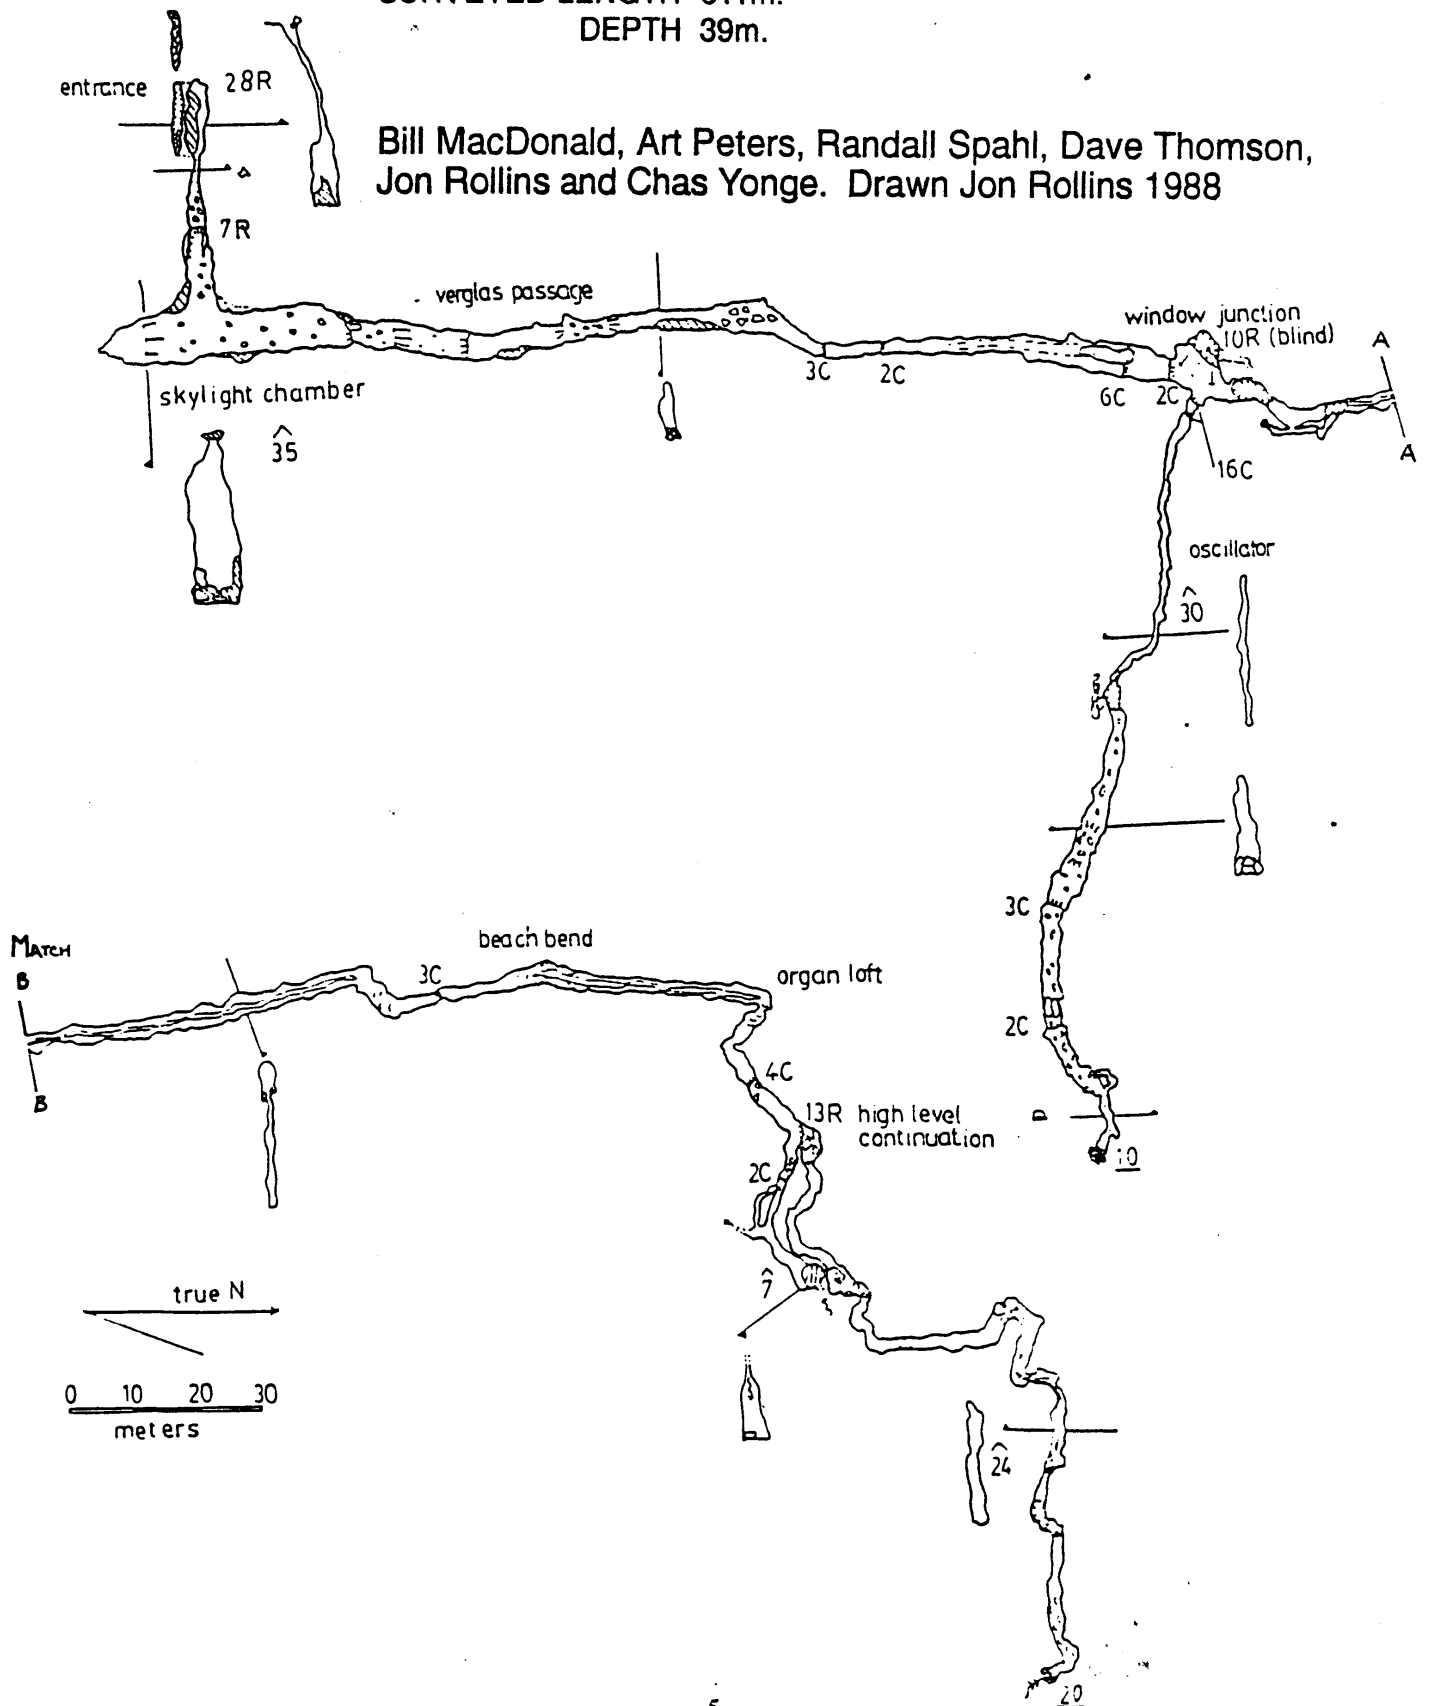 DEPTH 39m.
entrance
28R
Bill MacDonald, Art Peters, Randall Spahl, Dave Thomson,
Jon Rollins and Chas Yonge. Drawn Jon Rollins 1988
7R
verglas passage
window junction
10R (blind)
A
3C
2C
6C
2C
skylight chamber
35
A
16C
oscillator
30
3C
MATCH
B
beach bend
3C
organ loft
2C
4C
B
13R high level
continuation
D
10
2C
7
true N
0 10 20 30
meters
24
20